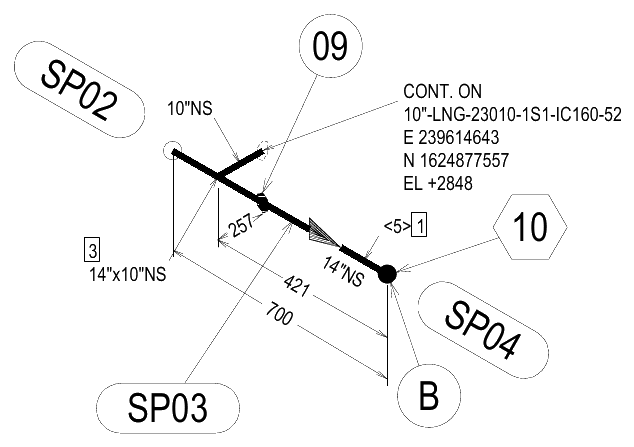 09
SP02
10"NS
CONT. ON
10"-LNG-23010-1S1-IC160-52
E 239614643
N 1624877557
EL +2848
<5> 1
10
257
3
14"x10"NS
14"NS
421
700
SP04
SP03
B